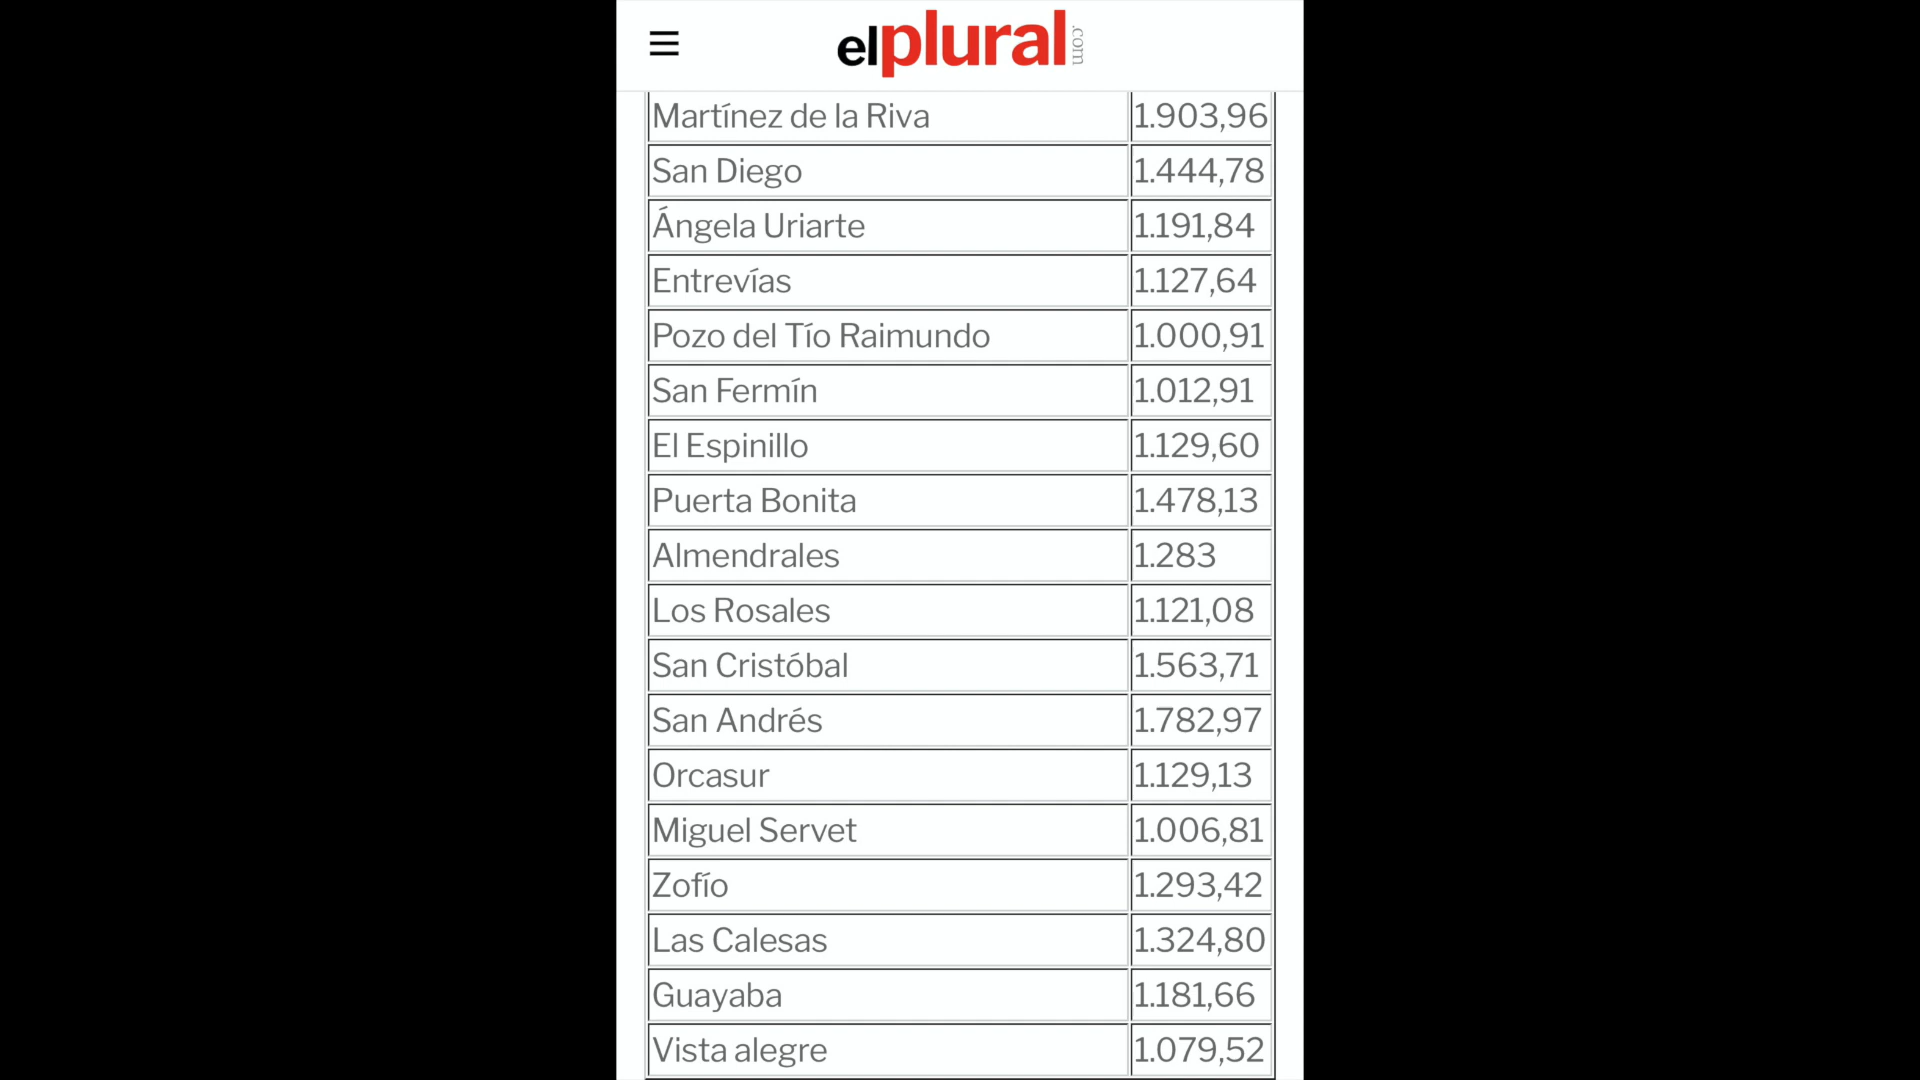 elplural.com
Martínez de la Riva 1.903,96
San Diego 1.444,78
Ángela Uriarte 1.191,84
Entrevías 1.127,64
Pozo del Tío Raimundo 1.000,91
San Fermín 1.012,91
El Espinillo 1.129,60
Puerta Bonita 1.478,13
Almendrales 1.283
Los Rosales 1.121,08
San Cristóbal 1.563,71
San Andrés 1.782,97
Orcasur 1.129,13
Miguel Servet 1.006,81
Zofío 1.293,42
Las Calesas 1.324,80
Guayaba 1.181,66
Vista alegre 1.079,52